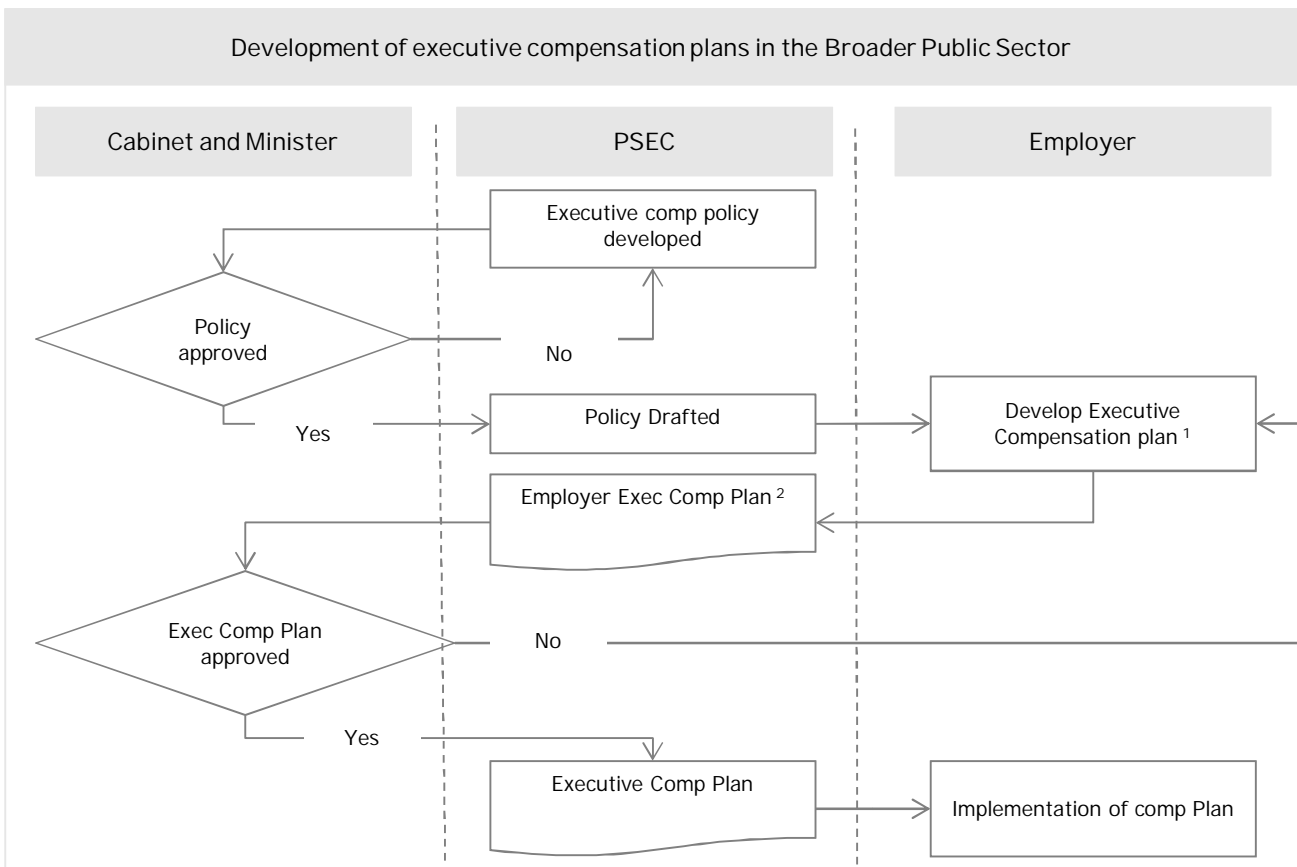 Development of executive compensation plans in the Broader Public Sector
Cabinet and Minister
PSEC
Employer
Executive comp policy
developed
Policy
approved
No
Yes
Policy Drafted
Develop Executive
Compensation plan ¹
Employer Exec Comp Plan ²
Exec Comp Plan
approved
No
Yes
Executive Comp Plan
Implementation of comp Plan